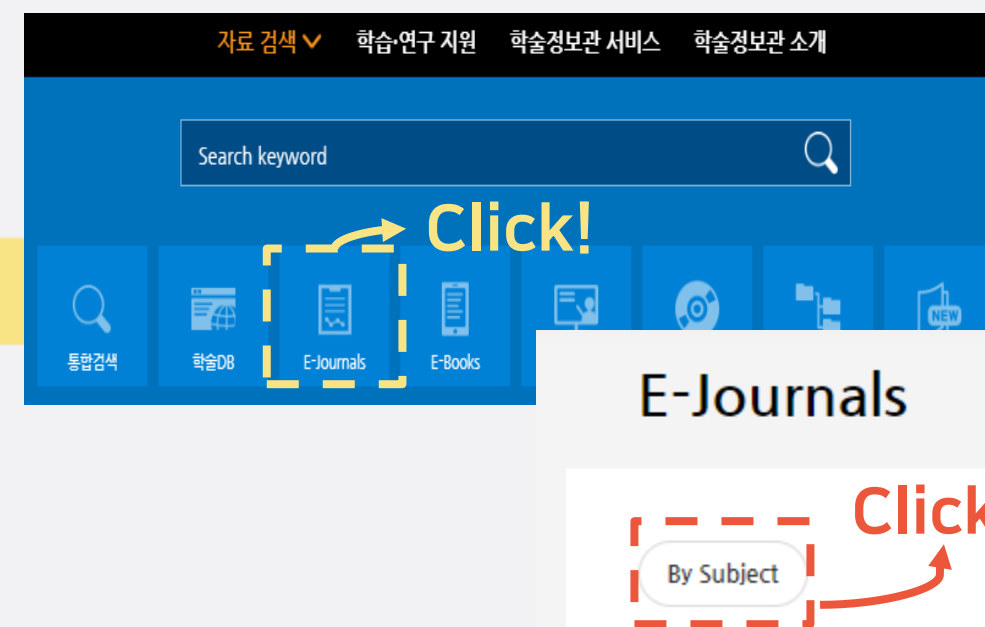 자료 검색 학습·연구 지원 학술정보관 서비스 학술정보관 소개
Search keyword
Click!
NEW
통합검색 학술DB E-Journals E-Books
E-Journals
Click
By Subject